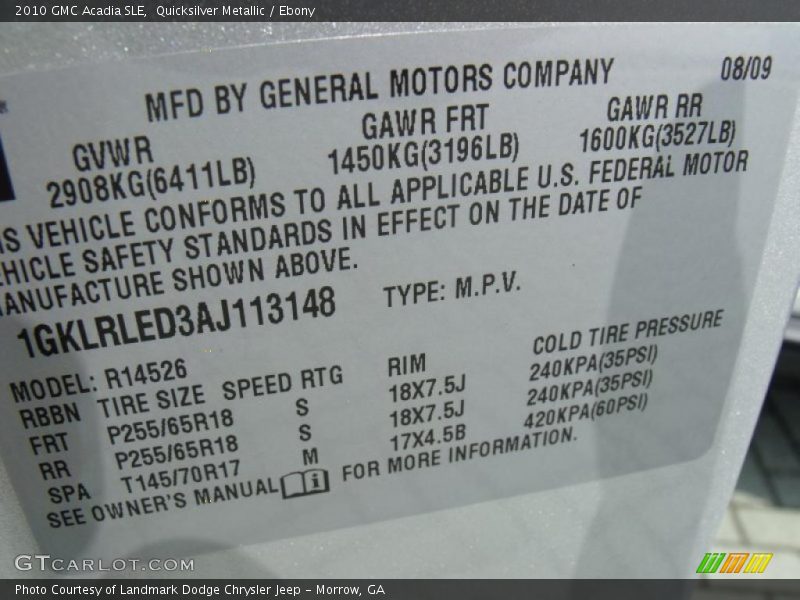 2010 GMC Acadia SLE,  Quicksilver Metallic / Ebony
MFD BY GENERAL MOTORS COMPANY 08/09
GVWR GAWR FRT GAWR RR
2908KG(6411LB) 1450KG(3196LB) 1600KG(3527LB)
IS VEHICLE CONFORMS TO ALL APPLICABLE U.S. FEDERAL MOTOR
EHICLE SAFETY STANDARDS IN EFFECT ON THE DATE OF
MANUFACTURE SHOWN ABOVE.
1GKLRLED3AJ113148 TYPE: M.P.V.
MODEL: R14526
RBBN TIRE SIZE SPEED RTG RIM COLD TIRE PRESSURE
FRT P255/65R18 S 18X7.5J 240KPA(35PSI)
RR P255/65R18 S 18X7.5J 240KPA(35PSI)
SPA T145/70R17 M 17X4.5B 420KPA(60PSI)
SEE OWNER'S MANUAL i FOR MORE INFORMATION.
GTCARLOT.COM
Photo Courtesy of Landmark Dodge Chrysler Jeep – Morrow, GA